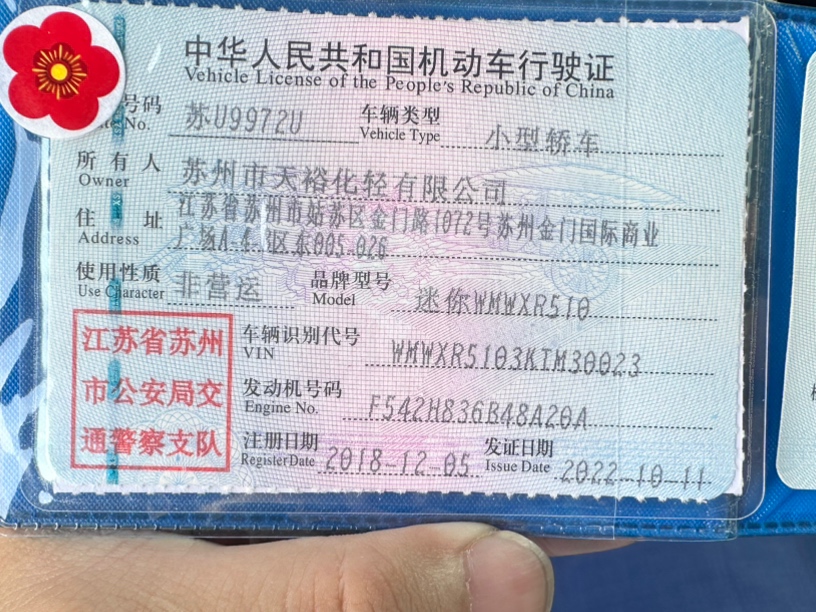 中华人民共和国机动车行驶证
Vehicle License of the People's Republic of China
号码 苏U9972U 车辆类型 小型轿车
No. Vehicle Type
所有人 苏州市天裕化轻有限公司
Owner
住址 江苏省苏州市姑苏区金门路1072号苏州金门国际商业
Address 广场A-4 区东005-026
使用性质 非营运 品牌型号 迷你WMWXR510
Use Character Model
江苏省苏州
市公安局交
通警察支队
车辆识别代号 WMWXR5103KTM30023
VIN
发动机号码 F542H836B48A20A
Engine No.
注册日期 2018-12-05 发证日期 2022-10-11
Register Date Issue Date